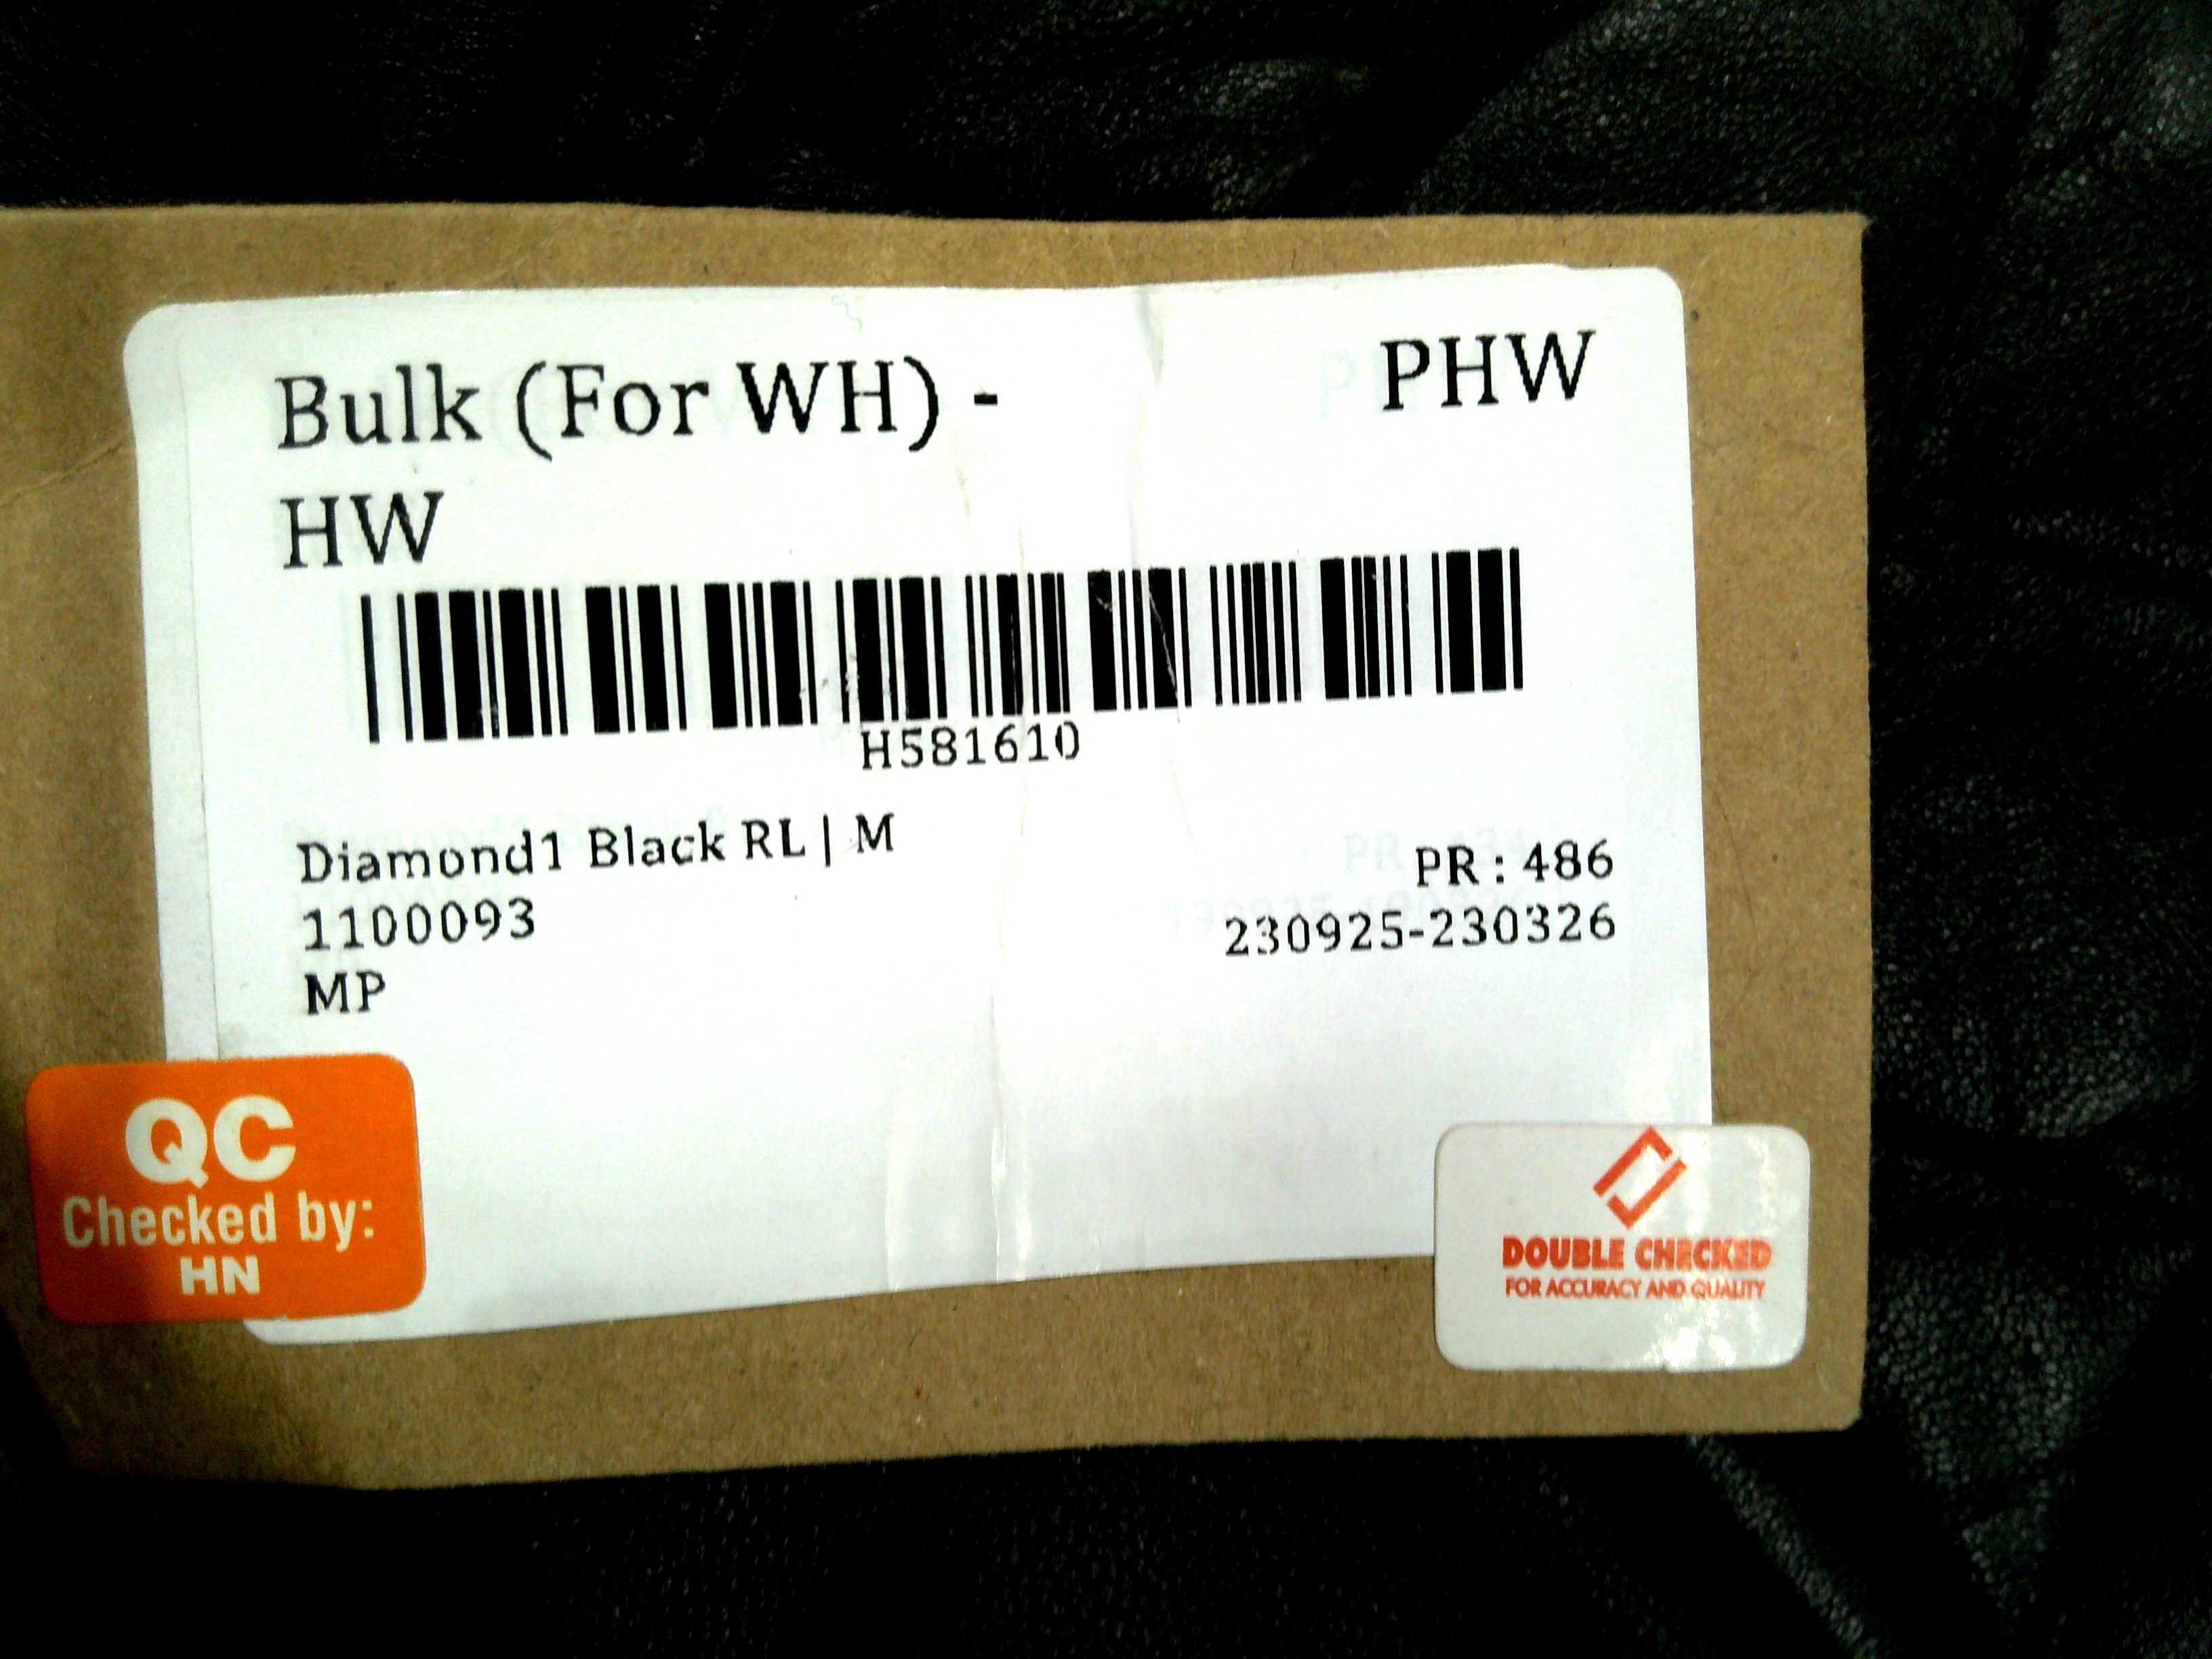 Bulk (For WH) - PHW
HW
H581610
Diamond1 Black RL | M
PR : 486
1100093
230925-230326
MP
QC
Checked by:
HN
DOUBLE CHECKED
FOR ACCURACY AND QUALITY